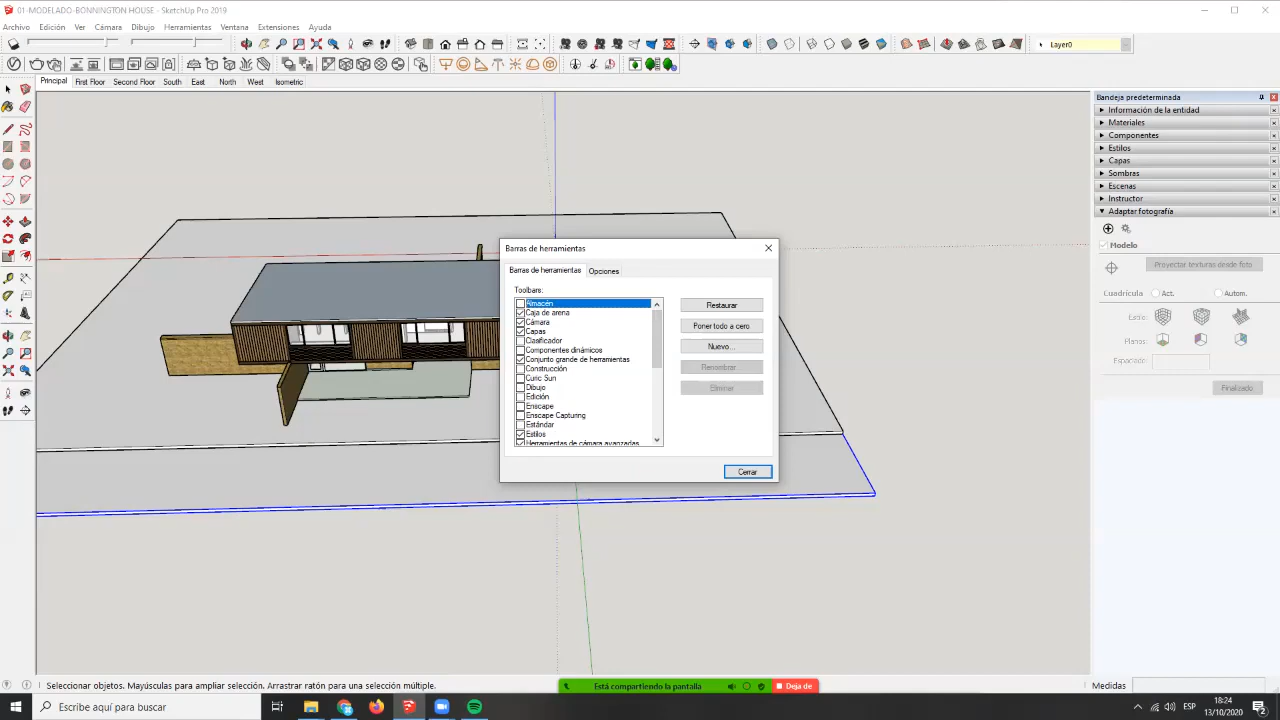 01-MODELADO-BONNINGTON HOUSE - SketchUp Pro 2019
Archivo Edición Ver Cámara Dibujo Herramientas Ventana Extensiones Ayuda
Layer0
Principal First Floor Second Floor South East North West Isometric
Bandeja predeterminada
Información de la entidad
Materiales
Componentes
Estilos
Capas
Sombras
Escenas
Instructor
Adaptar fotografía
Modelo
Proyectar texturas desde foto
Cuadrícula Act. Autom.
Estilo:
Planos:
Espaciado:
Finalizado
Barras de herramientas
Barras de herramientas Opciones
Toolbars:
Almacén
Caja de arena
Cámara
Capas
Clasificador
Componentes dinámicos
Conjunto grande de herramientas
Construcción
Curic Sun
Dibujo
Edición
Enscape
Enscape Capturing
Estándar
Estilos
Herramientas de cámara avanzadas
Restaurar
Poner todo a cero
Nuevo...
Renombrar
Eliminar
Cerrar
Seleccionar objetos. Mayúsculas para ampliar selección. Arrastrar ratón para una selección múltiple.
Está compartiendo la pantalla
Deja de
Medidas
Escribe aquí para buscar
ESP
18:24
13/10/2020
2